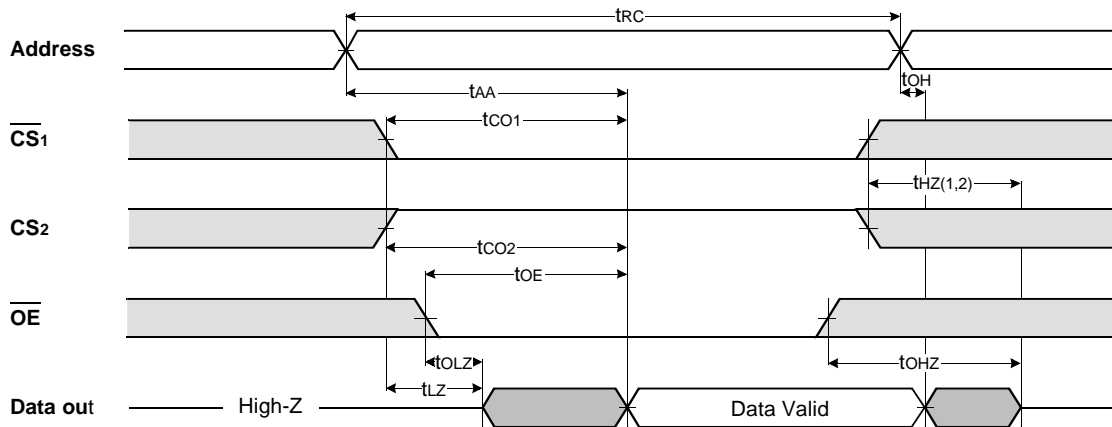 tRC
Address
tOH
tAA
tCO1
CS1
tHZ(1,2)
CS2
tCO2
tOE
OE
tOLZ
tOHZ
tLZ
Data out
High-Z
Data Valid